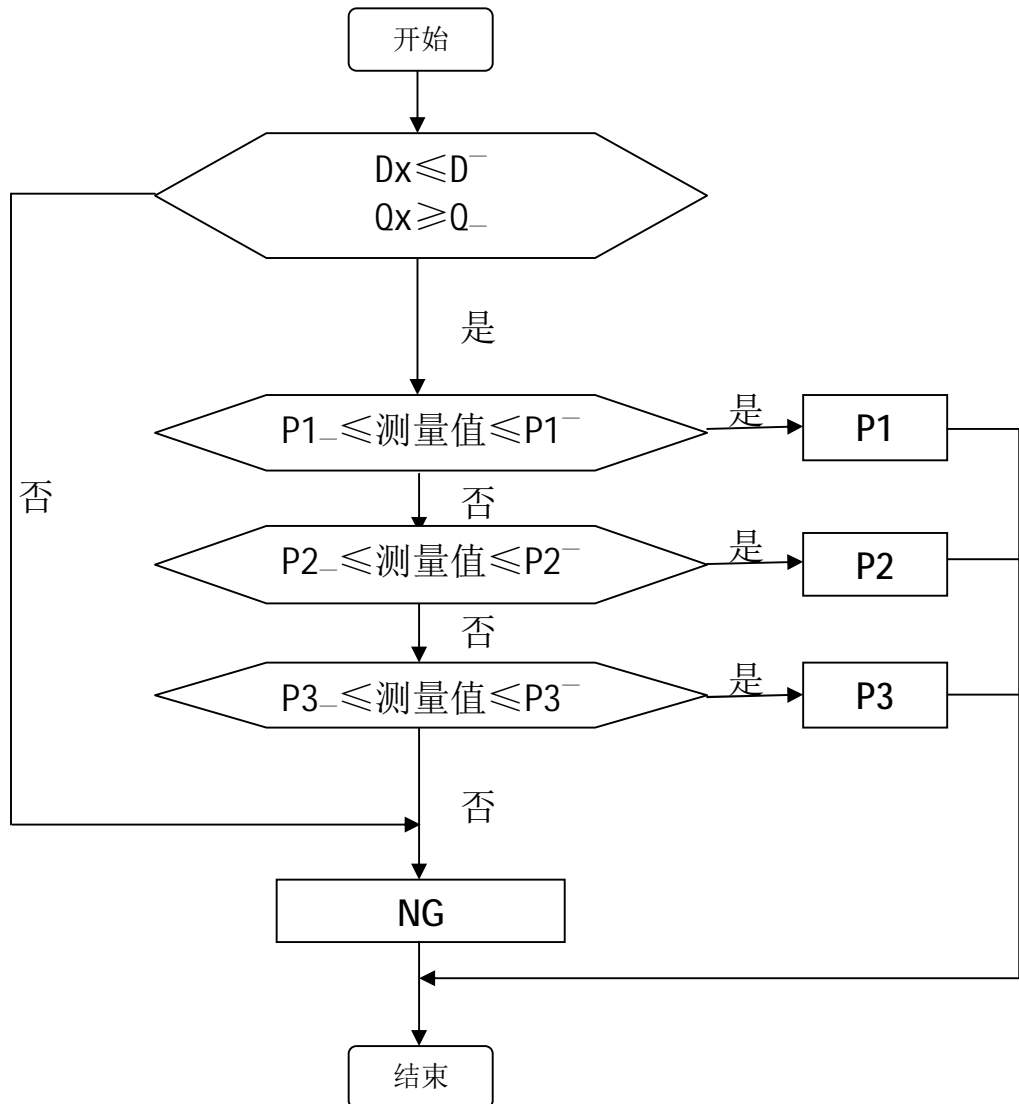 开始
Dx≤D¯
Qx≥Q_
是
P1_≤测量值≤P1¯
是
P1
否
否
P2_≤测量值≤P2¯
是
P2
否
P3_≤测量值≤P3¯
是
P3
否
NG
结束